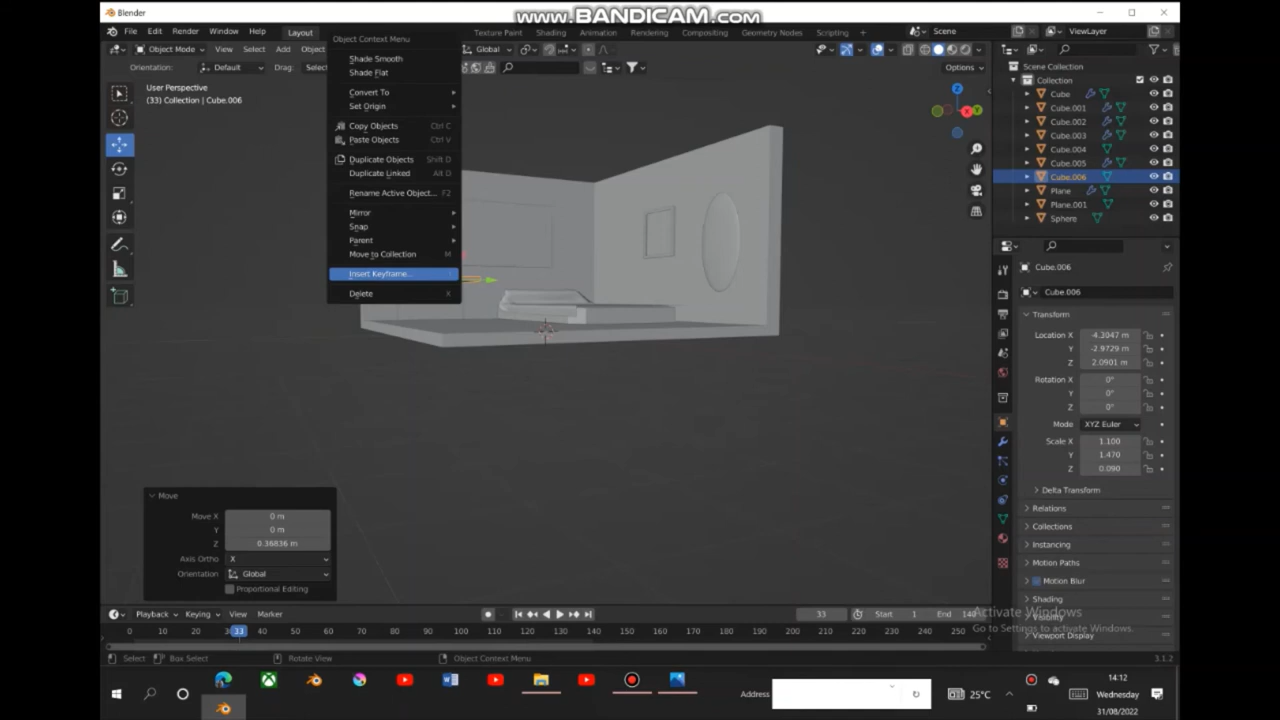 Blender
www.BANDICAM.com
File Edit Render Window Help Layout Texture Paint Shading Animation Rendering Compositing Geometry Nodes Scripting + Scene ViewLayer
Object Mode View Select Add Object Global
Orientation: Default Drag: Select Options
User Perspective
(33) Collection | Cube.006
Object Context Menu
Shade Smooth
Shade Flat
Convert To
Set Origin
Copy Objects Ctrl C
Paste Objects Ctrl V
Duplicate Objects Shift D
Duplicate Linked Alt D
Rename Active Object... F2
Mirror
Snap
Parent
Move to Collection M
Insert Keyframe... I
Delete X
Z
X
Y
Scene Collection
Collection
Cube
Cube.001
Cube.002
Cube.003
Cube.004
Cube.005
Cube.006
Plane
Plane.001
Sphere
Cube.006
Cube.006
Transform
Location X -4.3047 m
Y -2.9729 m
Z 2.0901 m
Rotation X 0°
Y 0°
Z 0°
Mode XYZ Euler
Scale X 1.100
Y 1.470
Z 0.090
Delta Transform
Relations
Collections
Instancing
Motion Paths
Motion Blur
Shading
Visibility
Viewport Display
Activate Windows
Go to Settings to activate Windows.
Move
Move X 0 m
Y 0 m
Z 0.36836 m
Axis Ortho X
Orientation Global
Proportional Editing
Playback Keying View Marker 33 Start 1 End 140
0 10 20 33 40 50 60 70 80 90 100 110 120 130 140 150 160 170 180 190 200 210 220 230 240 250
Select Box Select Rotate View Object Context Menu 3.1.2
Address 25°C
14:12
Wednesday
31/08/2022